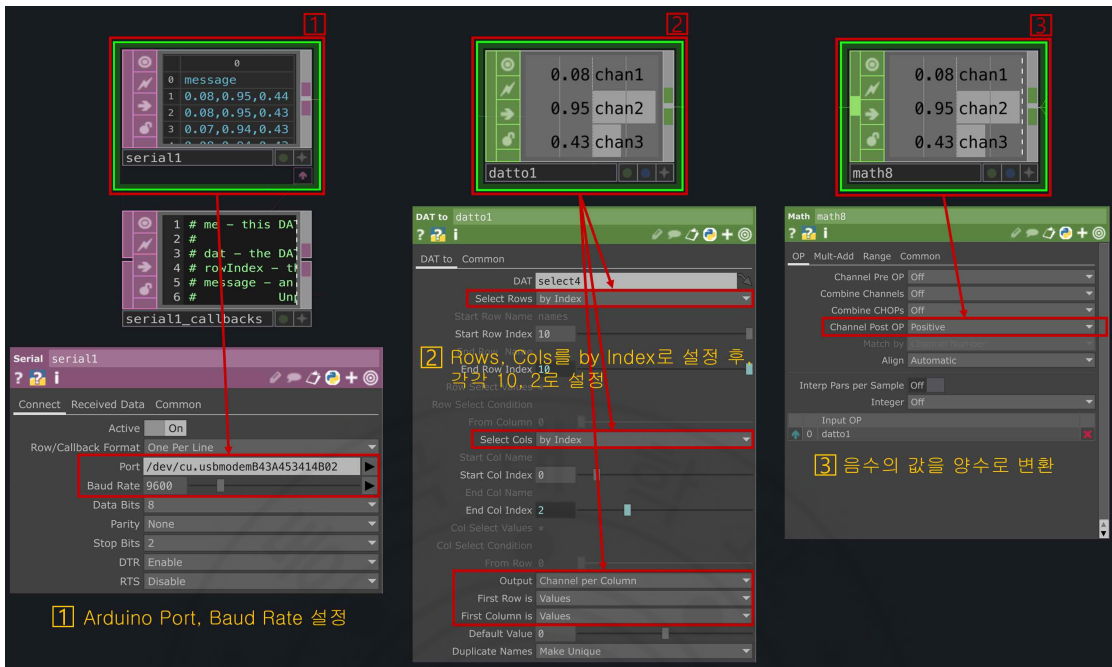 1
0
0 message
1 0.08,0.95,0.44
2 0.08,0.95,0.43
3 0.07,0.94,0.43
serial1
1 # me - this DAT
2 #
3 # dat - the DA
4 # rowIndex - th
5 # message - an
6 # Un
serial1_callbacks
Serial serial1
? ? i
Connect Received Data Common
Active On
Row/Callback Format One Per Line
Port /dev/cu.usbmodemB43A453414B02
Baud Rate 9600
Data Bits 8
Parity None
Stop Bits 2
DTR Enable
RTS Disable
1 Arduino Port, Baud Rate 설정
2
0.08 chan1
0.95 chan2
0.43 chan3
datto1
DAT to datto1
? ? i
DAT to Common
DAT select4
Select Rows by Index
Start Row Name names
Start Row Index 10
End Row Index 10
2 Rows, Cols를 by Index로 설정 후,
각각 10, 2로 설정
Row Select Values
Row Select Condition
From Column 0
Select Cols by Index
Start Col Name
Start Col Index 0
End Col Name
End Col Index 2
Col Select Values *
Col Select Condition
From Row 0
Output Channel per Column
First Row is Values
First Column is Values
Default Value 0
Duplicate Names Make Unique
3
0.08 chan1
0.95 chan2
0.43 chan3
math8
Math math8
? ? i
OP Mult-Add Range Common
Channel Pre OP Off
Combine Channels Off
Combine CHOPs Off
Channel Post OP Positive
Match by Channel Number
Align Automatic
Interp Pars per Sample Off
Integer Off
Input OP
0 datto1
3 음수의 값을 양수로 변환